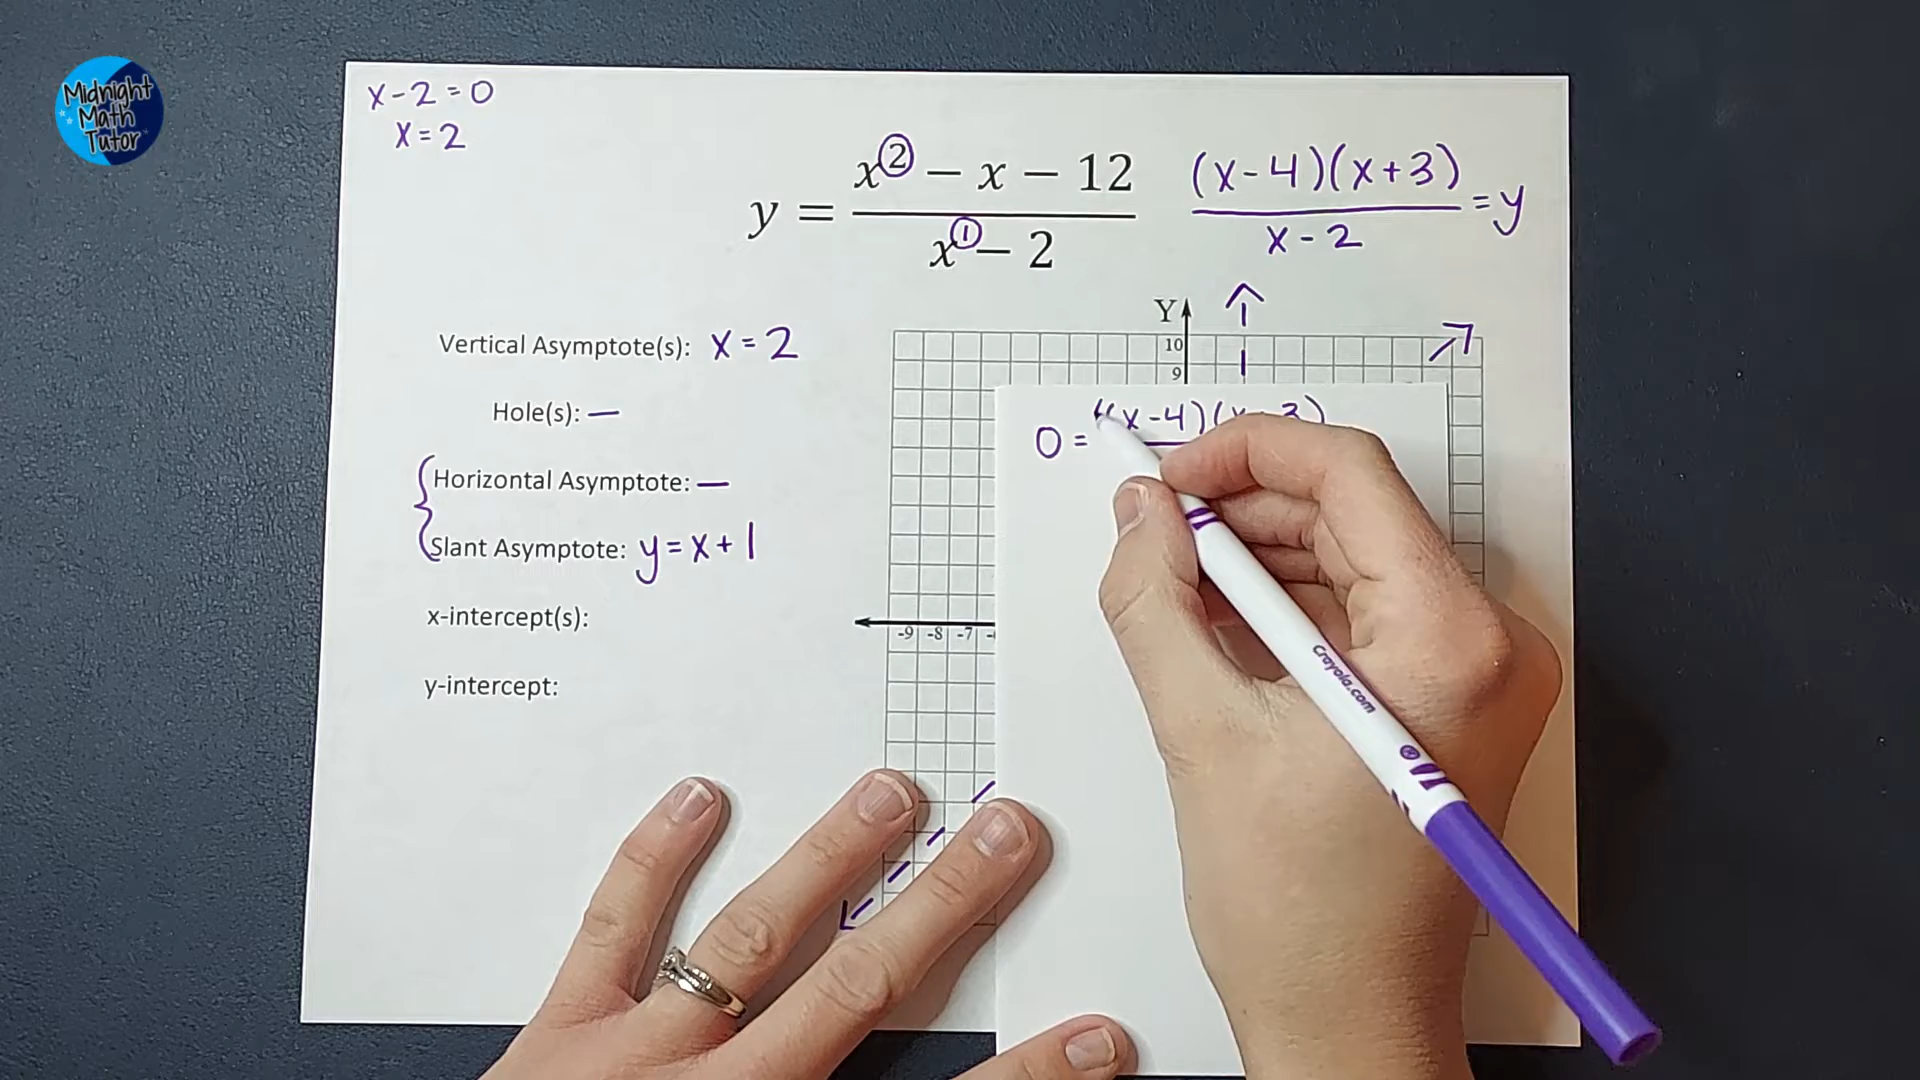 Midnight
Math
Tutor
x-2=0
x=2
y = x² - x - 12 / x¹ - 2
(x-4)(x+3) / x-2 = y
Vertical Asymptote(s): x = 2
Hole(s): —
Horizontal Asymptote: —
Slant Asymptote: y = x + 1
x-intercept(s):
y-intercept:
Y
10
9
0 = (x-4)(x 3)
-9 -8 -7
Crayola.com